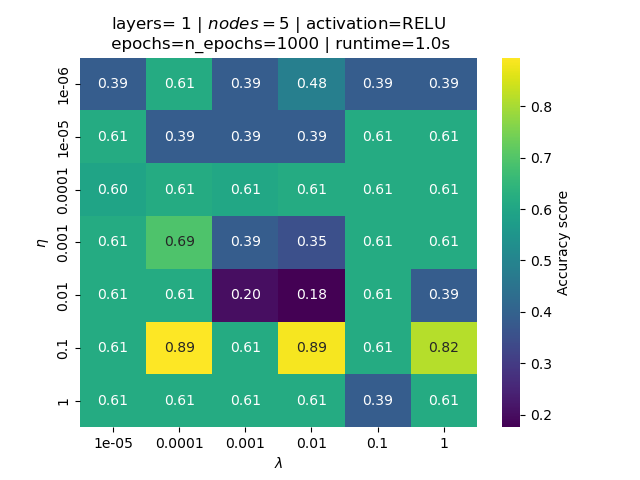 layers= 1 | nodes = 5 | activation=RELU
epochs=n_epochs=1000 | runtime=1.0s
1e-06 0.39 0.61 0.39 0.48 0.39 0.39
1e-05 0.61 0.39 0.39 0.39 0.61 0.61
0.0001 0.60 0.61 0.61 0.61 0.61 0.61
0.001 0.61 0.69 0.39 0.35 0.61 0.61
0.01 0.61 0.61 0.20 0.18 0.61 0.39
0.1 0.61 0.89 0.61 0.89 0.61 0.82
1 0.61 0.61 0.61 0.61 0.39 0.61
1e-05 0.0001 0.001 0.01 0.1 1
λ
η
0.8
0.7
0.6
0.5
0.4
0.3
0.2
Accuracy score